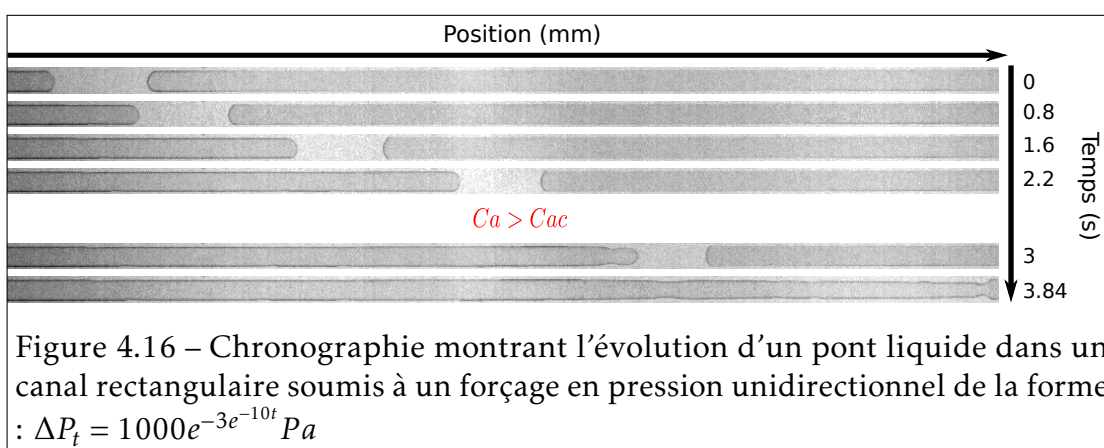 Position (mm)
0
0.8
1.6
2.2
Ca > Cac
3
3.84
Temps (s)
Figure 4.16 – Chronographie montrant l'évolution d'un pont liquide dans un
canal rectangulaire soumis à un forçage en pression unidirectionnel de la forme
: ΔPₜ = 1000e^{−3e^{−10t}} Pa